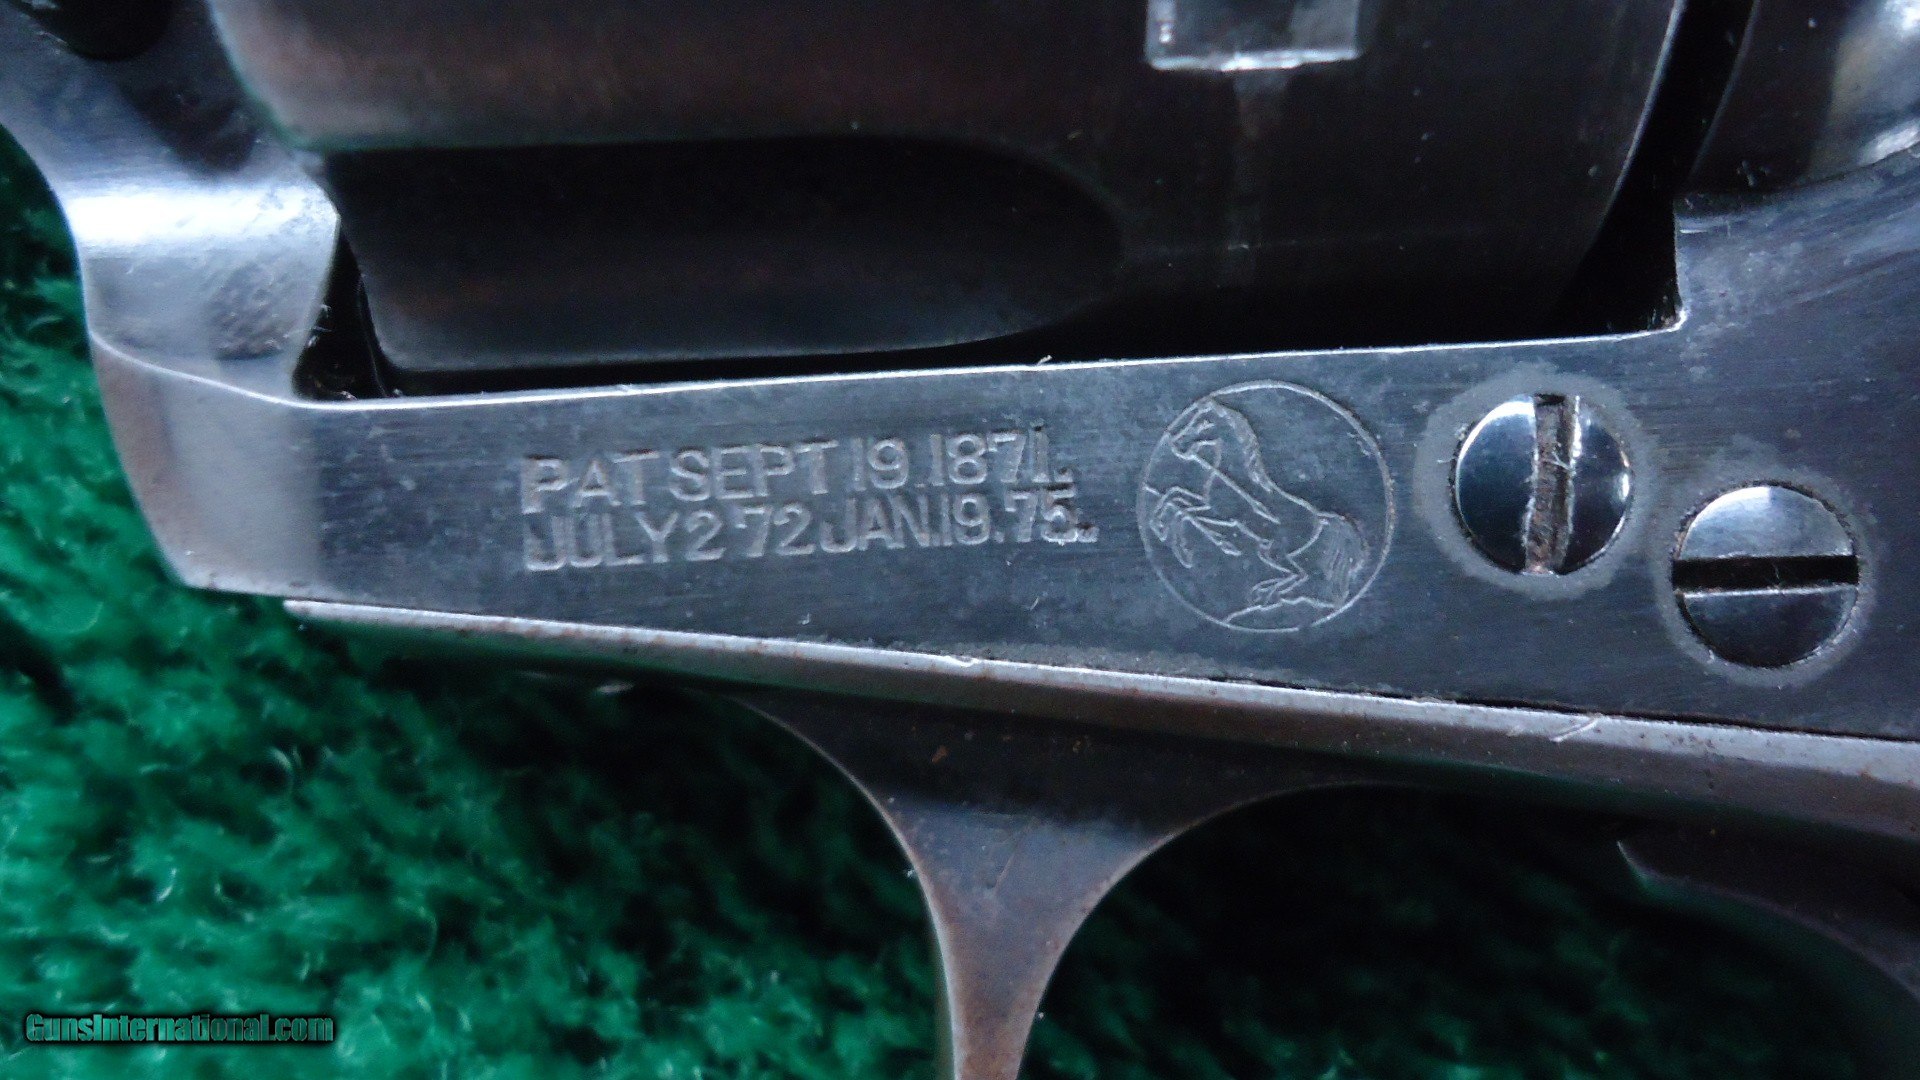 PAT SEPT 19.1871.
JULY 2 72 JAN.19.75.
GunsInternational.com